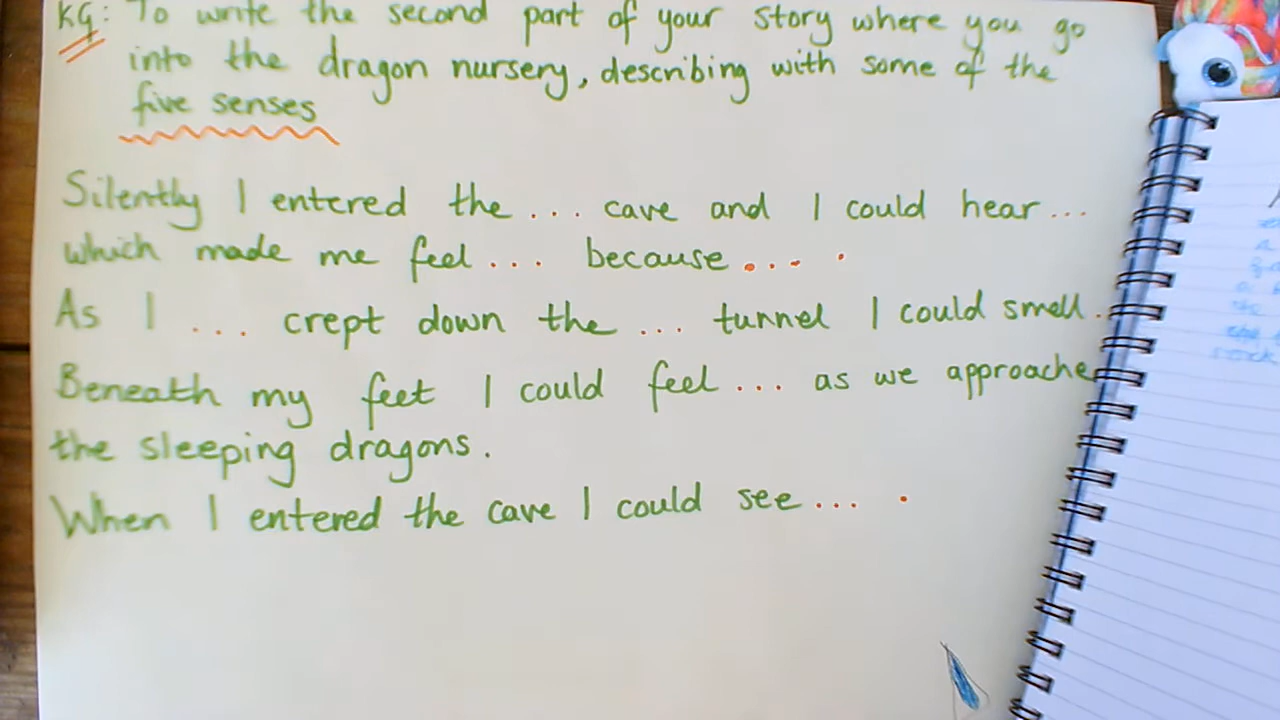 KG: To write the second part of your story where you go
into the dragon nursery, describing with some of the
five senses
Silently I entered the ... cave and I could hear ...
which made me feel ... because ... .
As I ... crept down the ... tunnel I could smell .
Beneath my feet I could feel ... as we approache
the sleeping dragons.
When I entered the cave I could see ... .